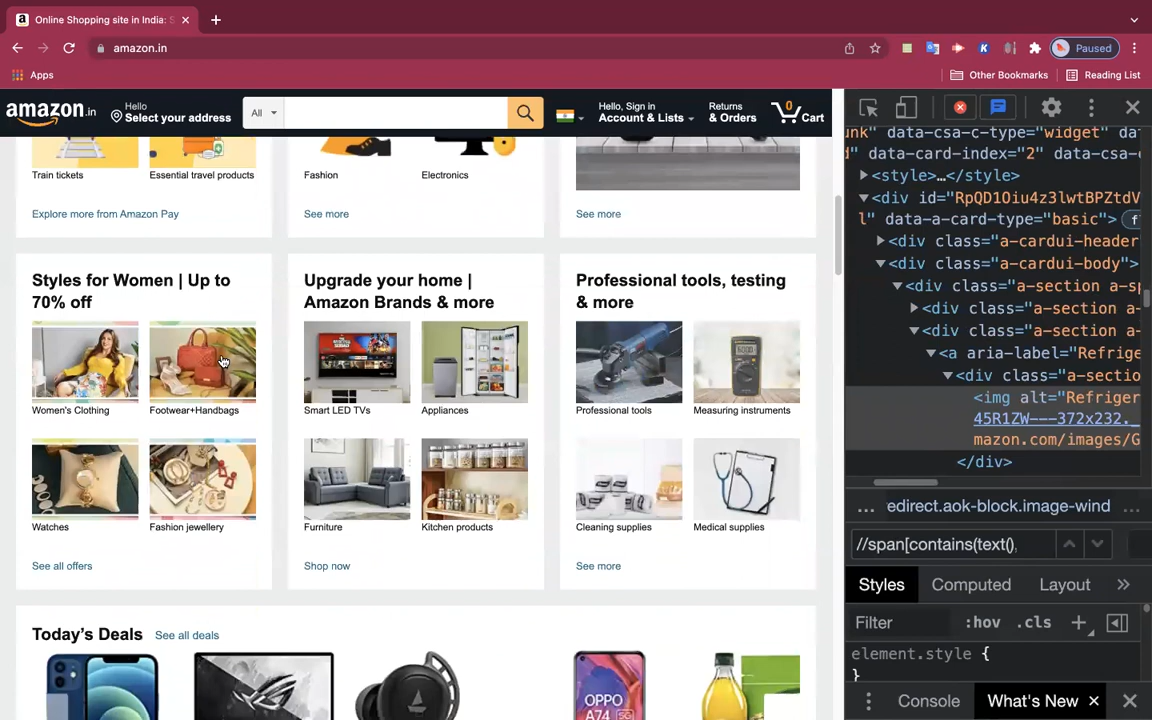 Online Shopping site in India: S
amazon.in
Paused
Apps
Other Bookmarks
Reading List
amazon.in
Hello
Select your address
All
Hello, Sign in
Account & Lists
Returns
& Orders
0
Cart
Train tickets
Essential travel products
Explore more from Amazon Pay
Fashion
Electronics
See more
See more
Styles for Women | Up to
70% off
Women's Clothing
Footwear+Handbags
Watches
Fashion jewellery
See all offers
Upgrade your home |
Amazon Brands & more
Smart LED TVs
Appliances
Furniture
Kitchen products
Shop now
Professional tools, testing
& more
Professional tools
Measuring instruments
Cleaning supplies
Medical supplies
See more
Today's Deals
See all deals
OPPO
A74 5G
unk" data-csa-c-type="widget" da
d" data-card-index="2" data-csa-
<style>…</style>
<div id="RpQD1Oiu4z3lwtBPZtdV
l" data-a-card-type="basic">
<div class="a-cardui-header
<div class="a-cardui-body">
<div class="a-section a-sp
<div class="a-section a-
<div class="a-section a-
<a aria-label="Refrige
<div class="a-sectio
<img alt="Refriger
45R1ZW---372x232._
mazon.com/images/G
</div>
… edirect.aok-block.image-wind …
//span[contains(text(),
Styles
Computed
Layout
Filter
:hov
.cls
element.style {
}
Console
What's New